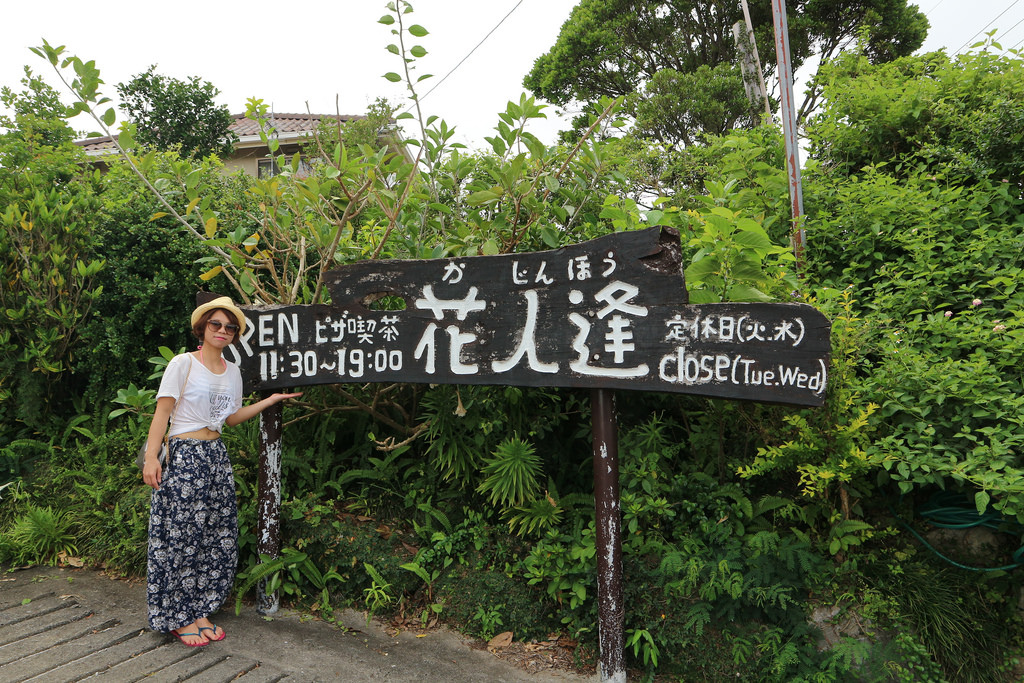 か じんほう
花人逢
PEN ピザ喫茶
11:30~19:00
定休日(火.水)
close(Tue.Wed)